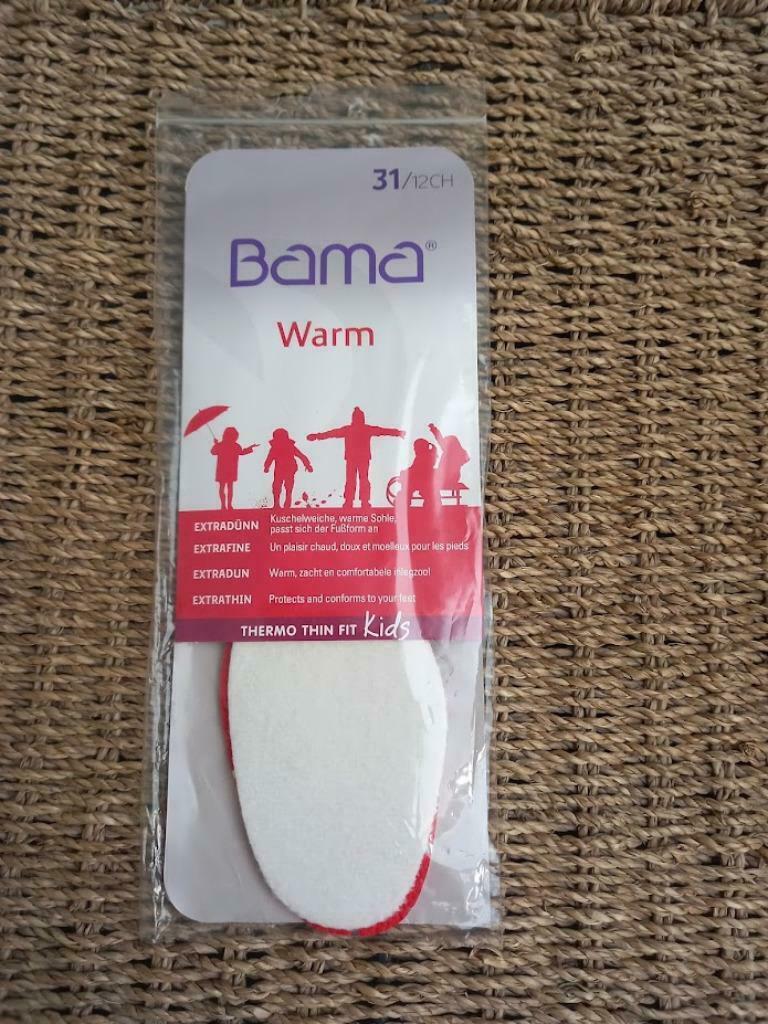 31/12CH
Bama®
Warm
EXTRADÜNN Kuschelweiche, warme Sohle,
passt sich der Fußform an
EXTRAFINE Un plaisir chaud, doux et moelleux pour les pieds
EXTRADUN Warm, zacht en comfortabele inlegzool
EXTRATHIN Protects and conforms to your feet
THERMO THIN FIT Kids